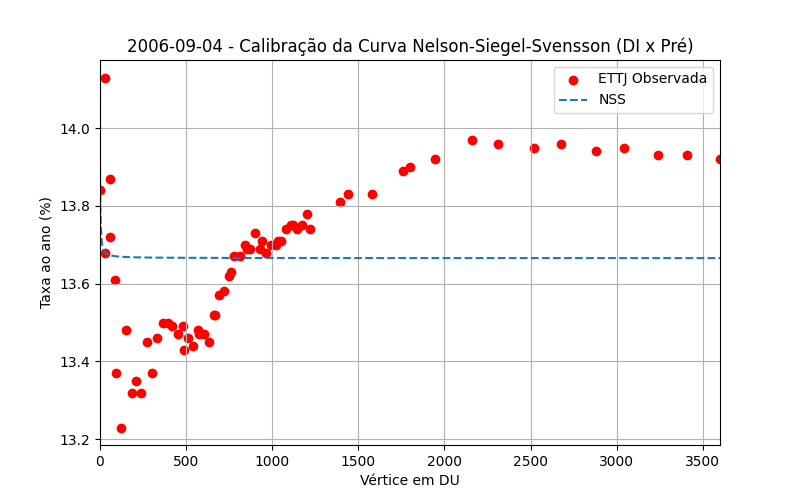 2006-09-04 - Calibração da Curva Nelson-Siegel-Svensson (DI x Pré)
ETTJ Observada
NSS
Taxa ao ano (%)
14.0
13.8
13.6
13.4
13.2
0
500
1000
1500
2000
2500
3000
3500
Vértice em DU